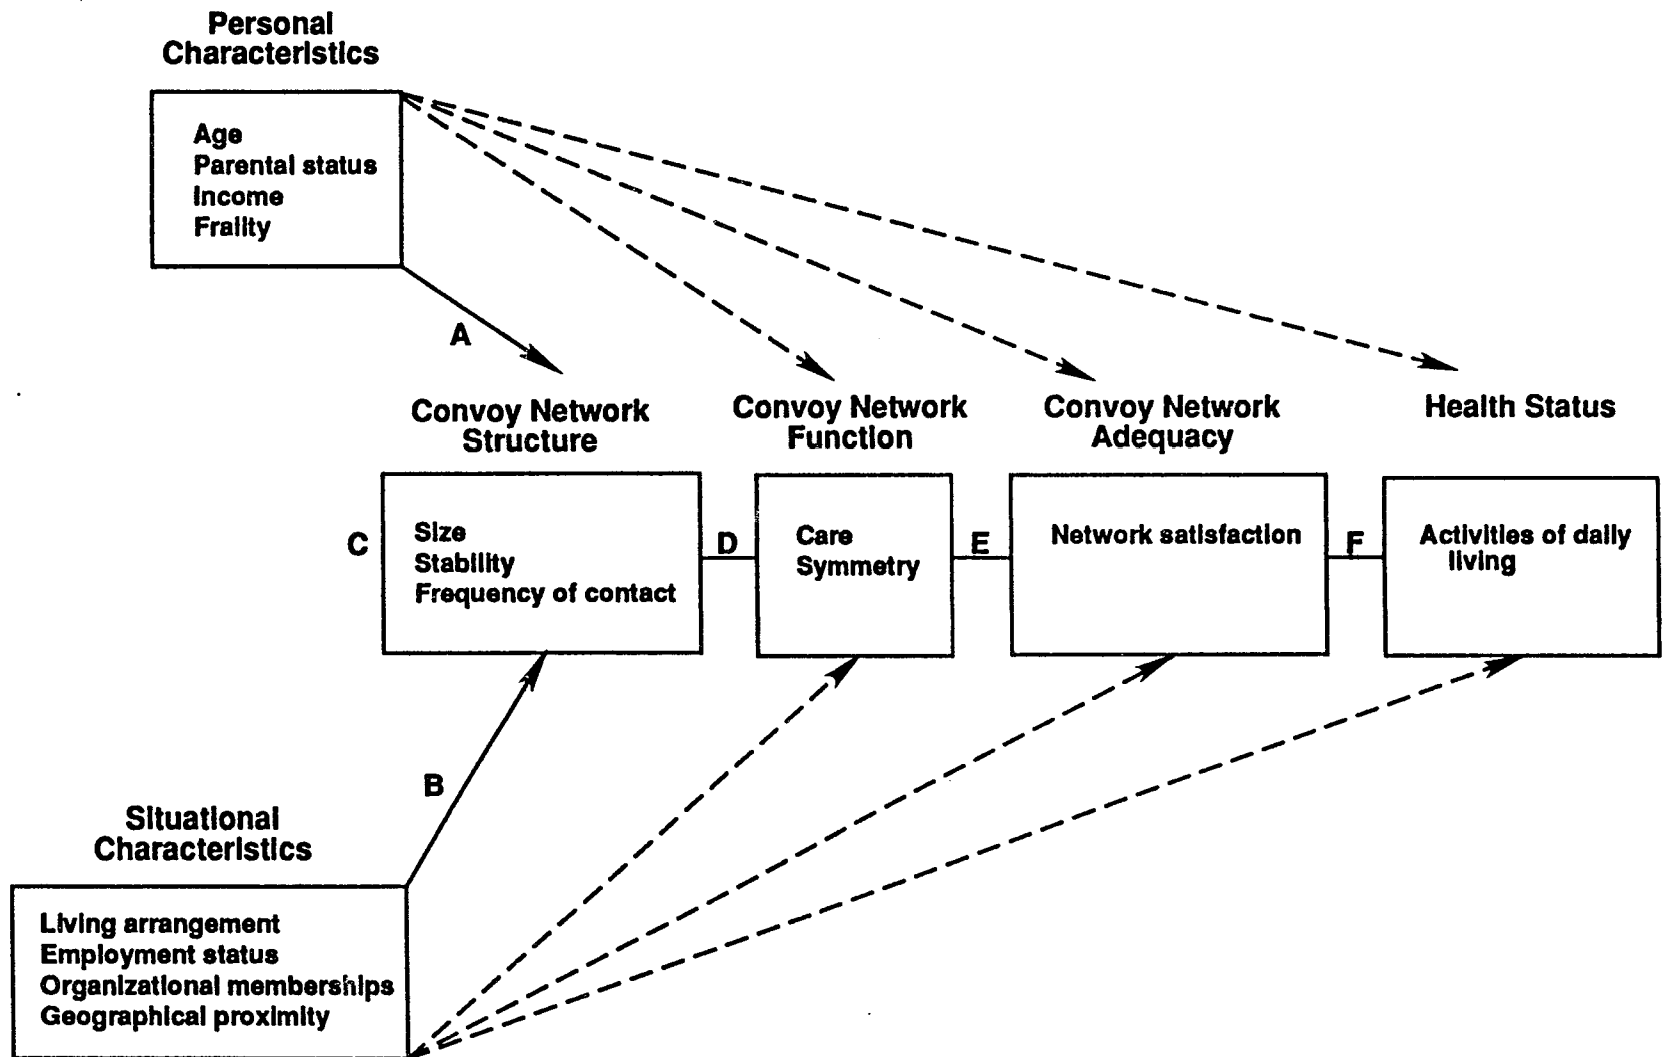 Personal
Characteristics
Age
Parental status
Income
Frailty
A
Convoy Network
Structure
Convoy Network
Function
Convoy Network
Adequacy
Health Status
C
Size
Stability
Frequency of contact
D
Care
Symmetry
E
Network satisfaction
F
Activities of daily
living
B
Situational
Characteristics
Living arrangement
Employment status
Organizational memberships
Geographical proximity